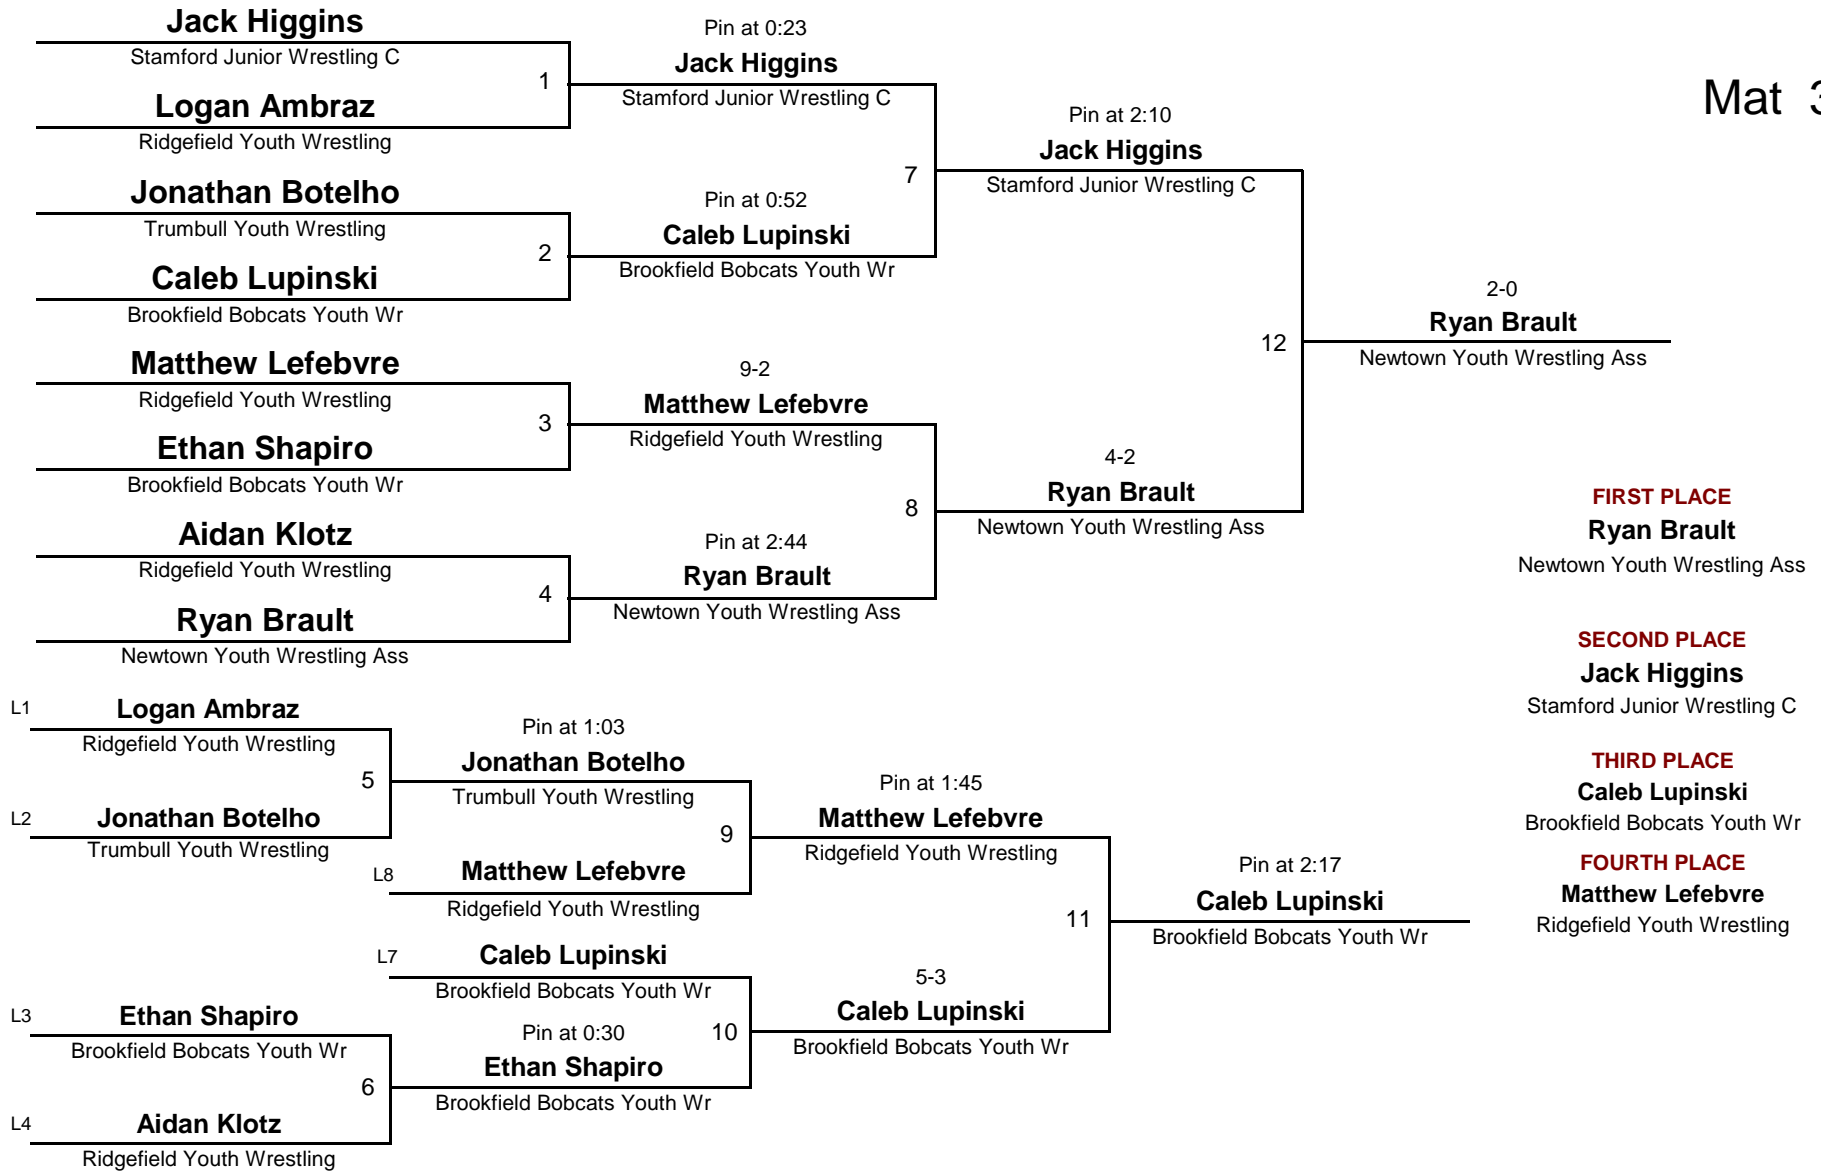 Jack Higgins
Stamford Junior Wrestling C
1
Logan Ambraz
Ridgefield Youth Wrestling
Jonathan Botelho
Trumbull Youth Wrestling
2
Caleb Lupinski
Brookfield Bobcats Youth Wr
Matthew Lefebvre
Ridgefield Youth Wrestling
3
Ethan Shapiro
Brookfield Bobcats Youth Wr
Aidan Klotz
Ridgefield Youth Wrestling
4
Ryan Brault
Newtown Youth Wrestling Ass
Pin at 0:23
Jack Higgins
Stamford Junior Wrestling C
7
Pin at 0:52
Caleb Lupinski
Brookfield Bobcats Youth Wr
9-2
Matthew Lefebvre
Ridgefield Youth Wrestling
8
Pin at 2:44
Ryan Brault
Newtown Youth Wrestling Ass
Pin at 2:10
Jack Higgins
Stamford Junior Wrestling C
12
4-2
Ryan Brault
Newtown Youth Wrestling Ass
2-0
Ryan Brault
Newtown Youth Wrestling Ass
Mat 3
L1
Logan Ambraz
Ridgefield Youth Wrestling
5
L2
Jonathan Botelho
Trumbull Youth Wrestling
L3
Ethan Shapiro
Brookfield Bobcats Youth Wr
6
L4
Aidan Klotz
Ridgefield Youth Wrestling
Pin at 1:03
Jonathan Botelho
Trumbull Youth Wrestling
9
L8
Matthew Lefebvre
Ridgefield Youth Wrestling
L7
Caleb Lupinski
Brookfield Bobcats Youth Wr
10
Pin at 0:30
Ethan Shapiro
Brookfield Bobcats Youth Wr
Pin at 1:45
Matthew Lefebvre
Ridgefield Youth Wrestling
11
5-3
Caleb Lupinski
Brookfield Bobcats Youth Wr
Pin at 2:17
Caleb Lupinski
Brookfield Bobcats Youth Wr
FIRST PLACE
Ryan Brault
Newtown Youth Wrestling Ass
SECOND PLACE
Jack Higgins
Stamford Junior Wrestling C
THIRD PLACE
Caleb Lupinski
Brookfield Bobcats Youth Wr
FOURTH PLACE
Matthew Lefebvre
Ridgefield Youth Wrestling